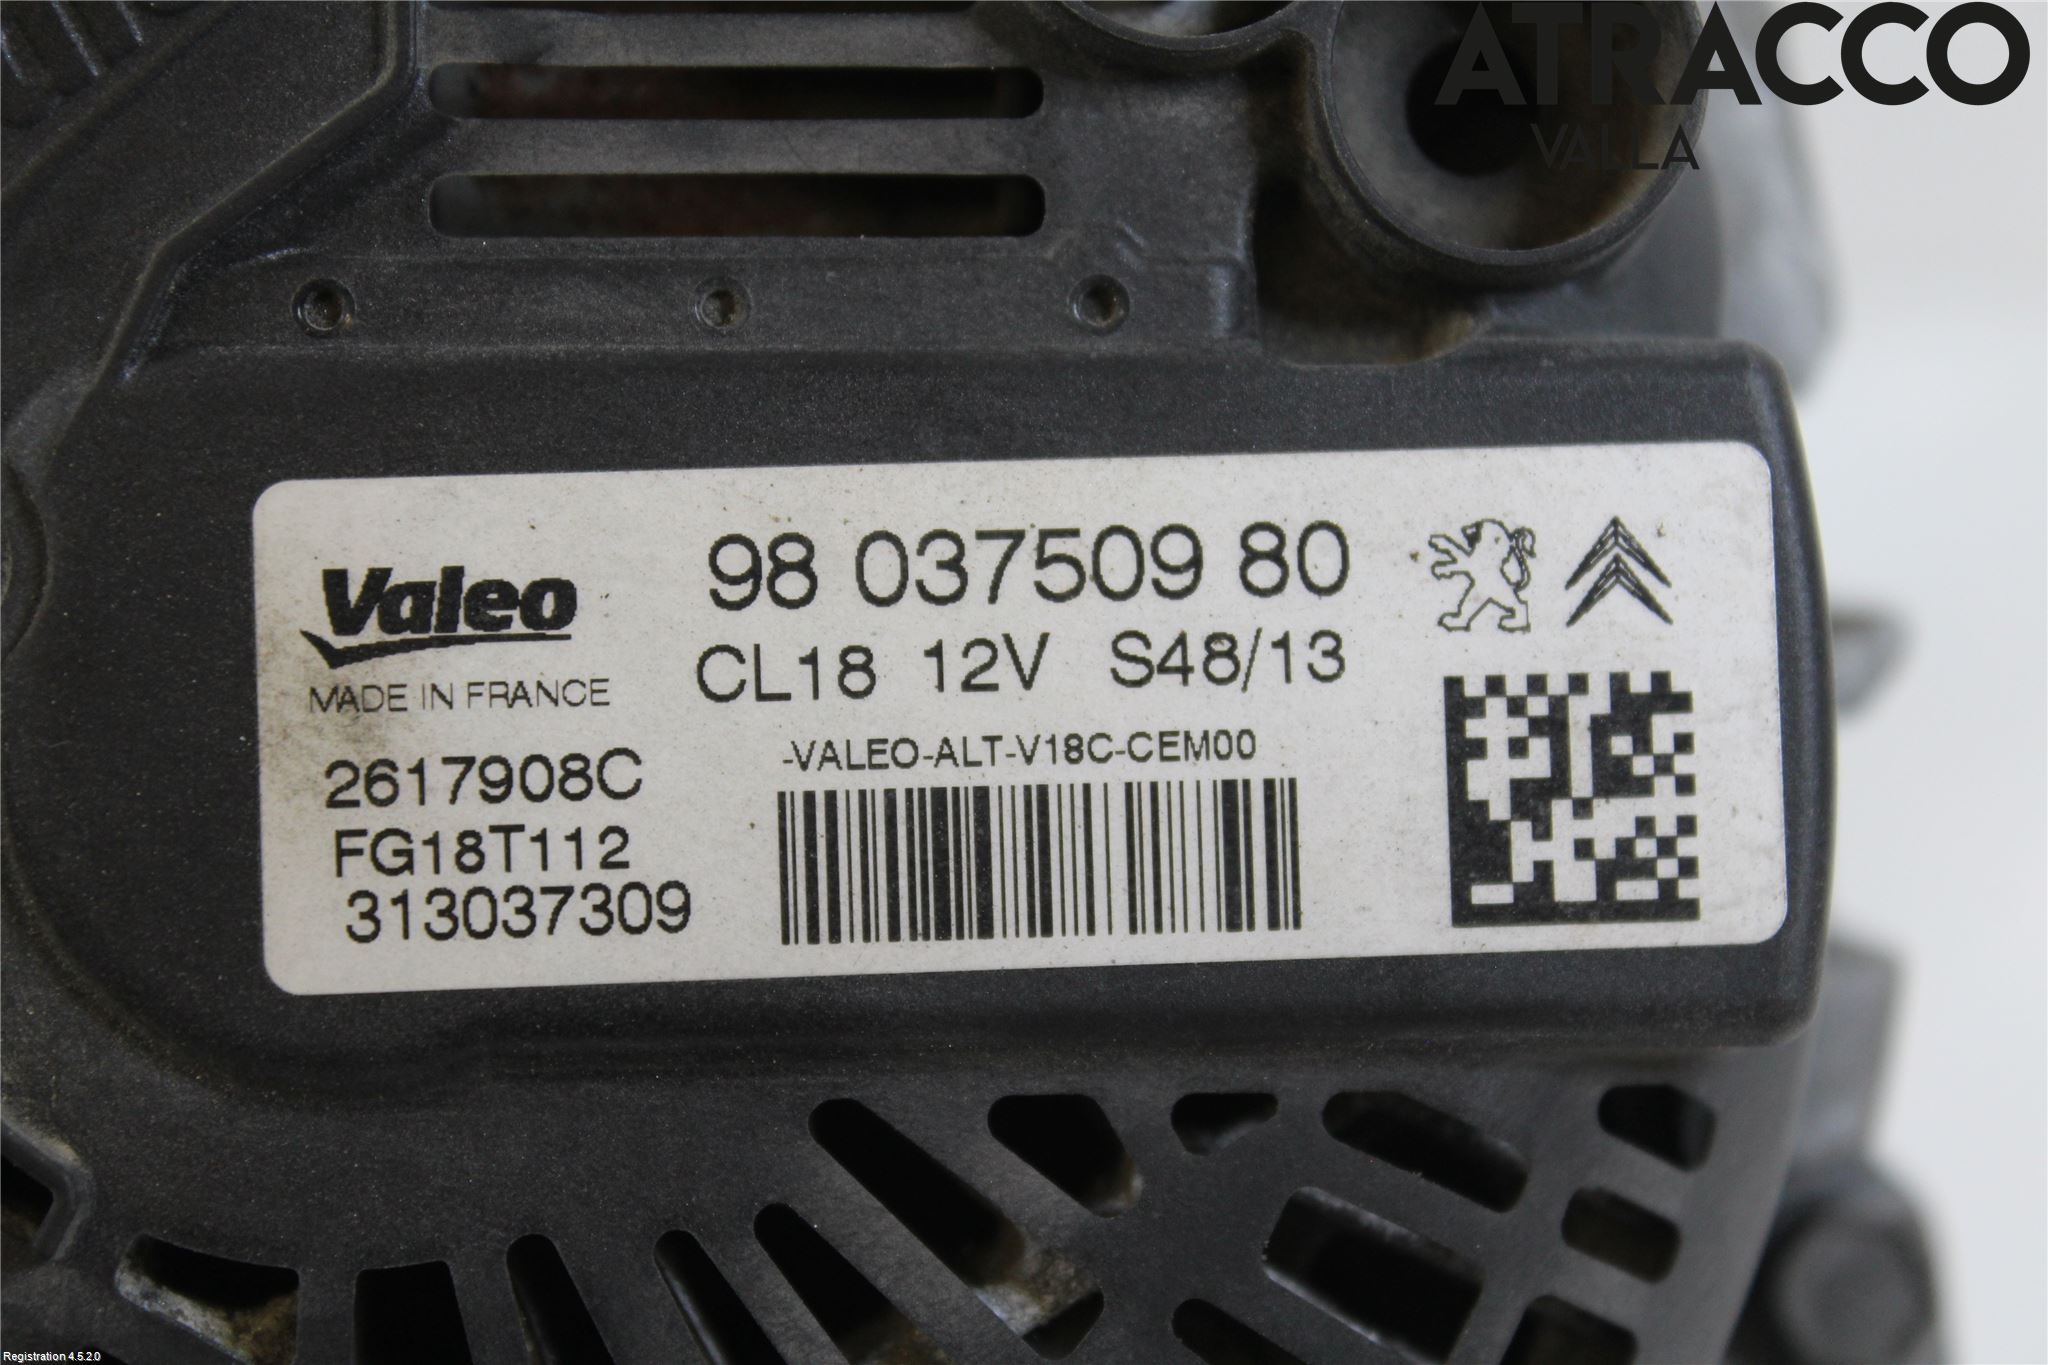 ATRACCO
VALLA
Valeo
MADE IN FRANCE
98 037509 80
CL18 12V S48/13
-VALEO-ALT-V18C-CEM00
2617908C
FG18T112
313037309
Registration 4.5.2.0